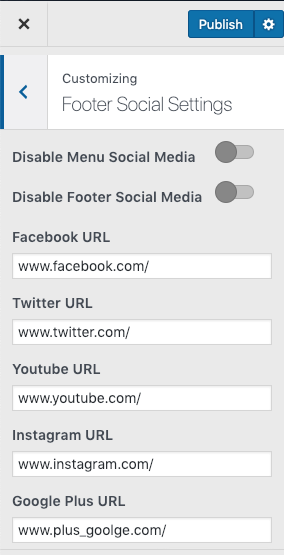 Publish
Customizing
Footer Social Settings
Disable Menu Social Media
Disable Footer Social Media
Facebook URL
www.facebook.com/
Twitter URL
www.twitter.com/
Youtube URL
www.youtube.com/
Instagram URL
www.instagram.com/
Google Plus URL
www.plus_goolge.com/